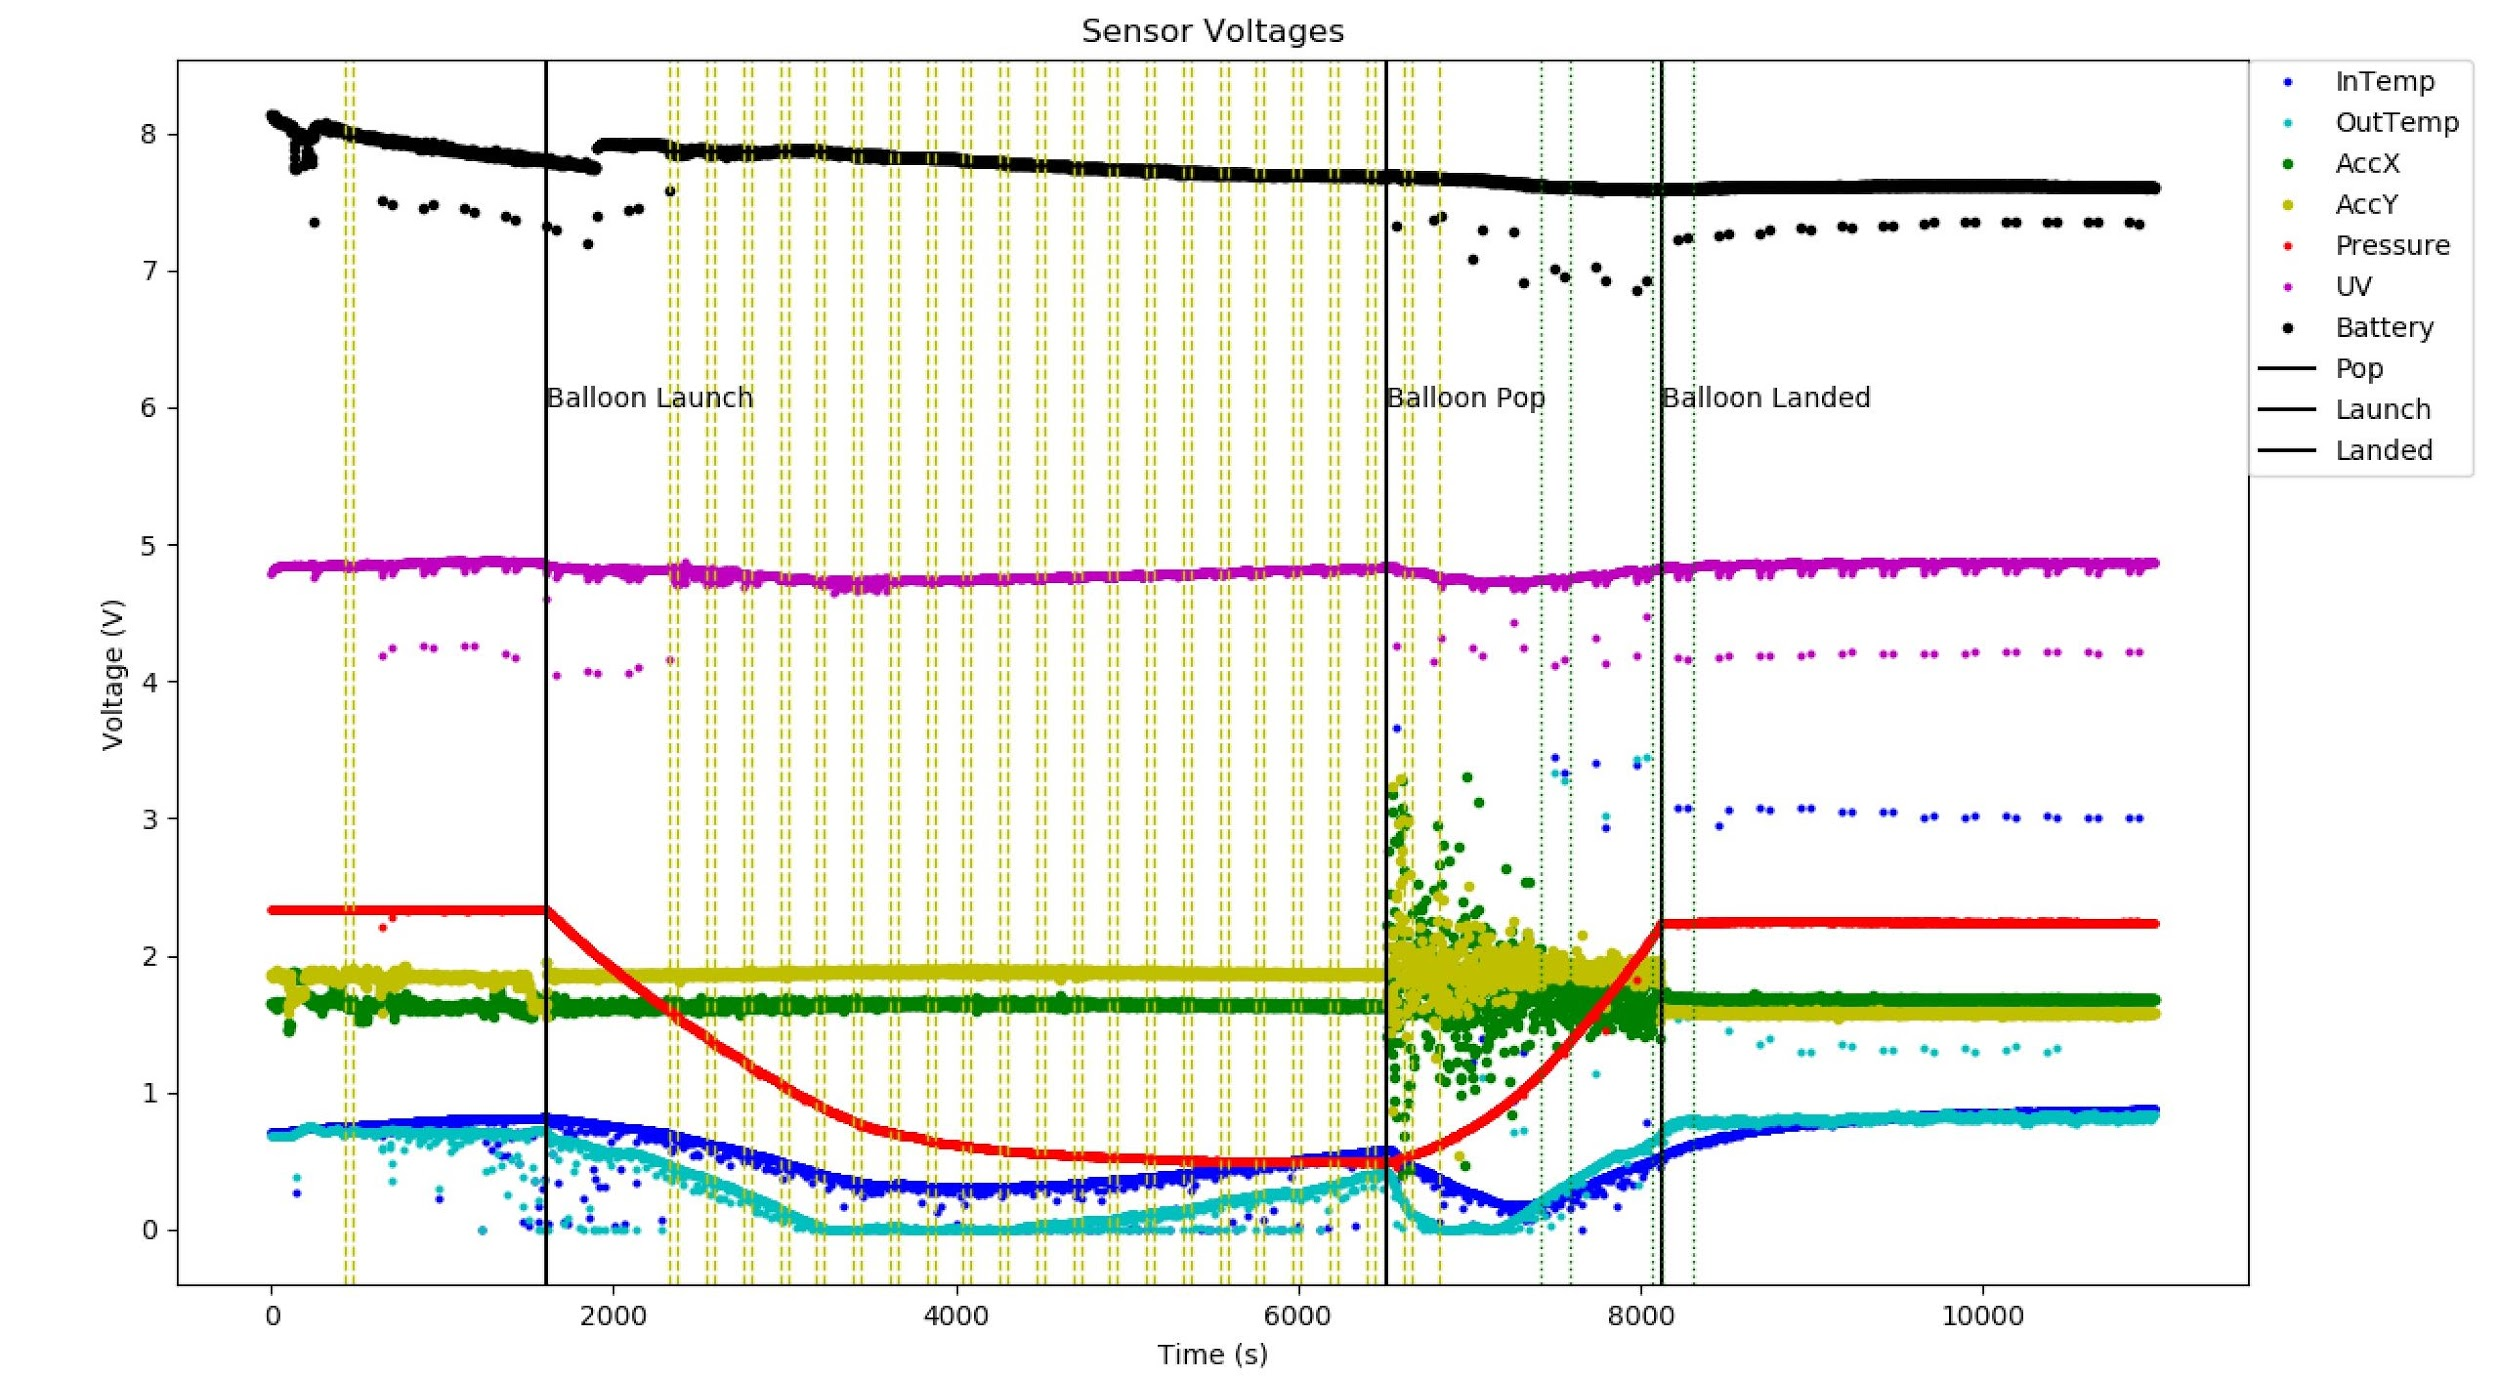 Sensor Voltages
Voltage (V)
8
7
6
5
4
3
2
1
0
Balloon Launch
Balloon Pop
Balloon Landed
0
2000
4000
6000
8000
10000
Time (s)
InTemp
OutTemp
AccX
AccY
Pressure
UV
Battery
Pop
Launch
Landed